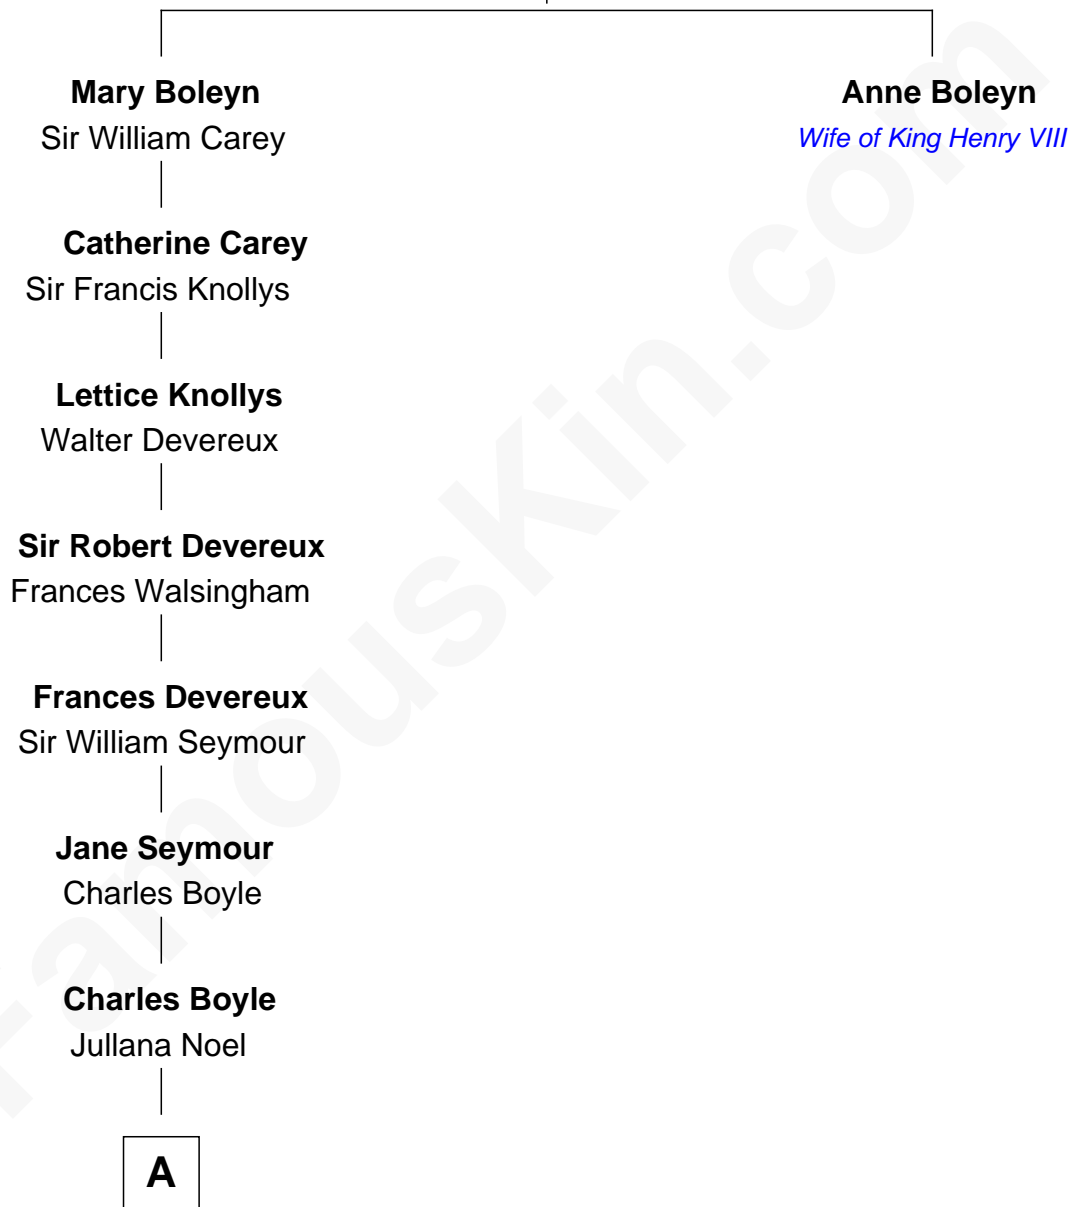 Mary Boleyn
Sir William Carey
Anne Boleyn
Wife of King Henry VIII
Catherine Carey
Sir Francis Knollys
Lettice Knollys
Walter Devereux
Sir Robert Devereux
Frances Walsingham
Frances Devereux
Sir William Seymour
Jane Seymour
Charles Boyle
Charles Boyle
Jullana Noel
A
FamousKin.com